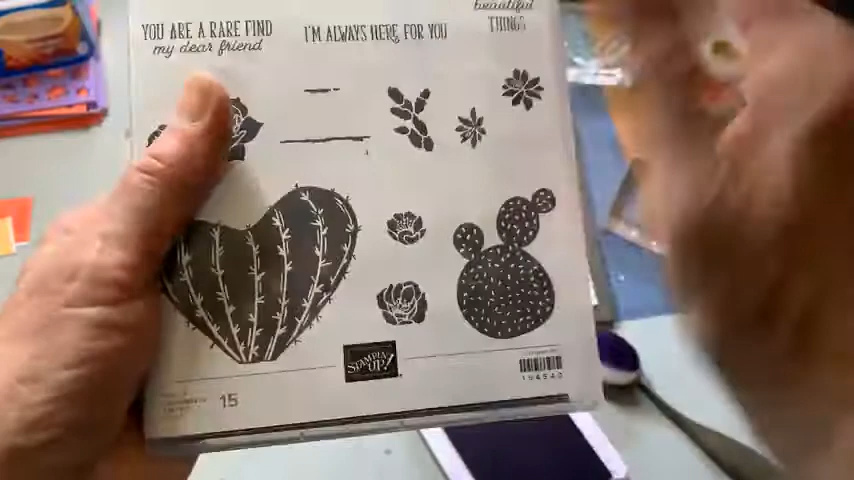 beautiful
YOU ARE A RARE FIND
my dear friend
I'M ALWAYS HERE FOR YOU
THINGS
STAMPIN' UP!
15